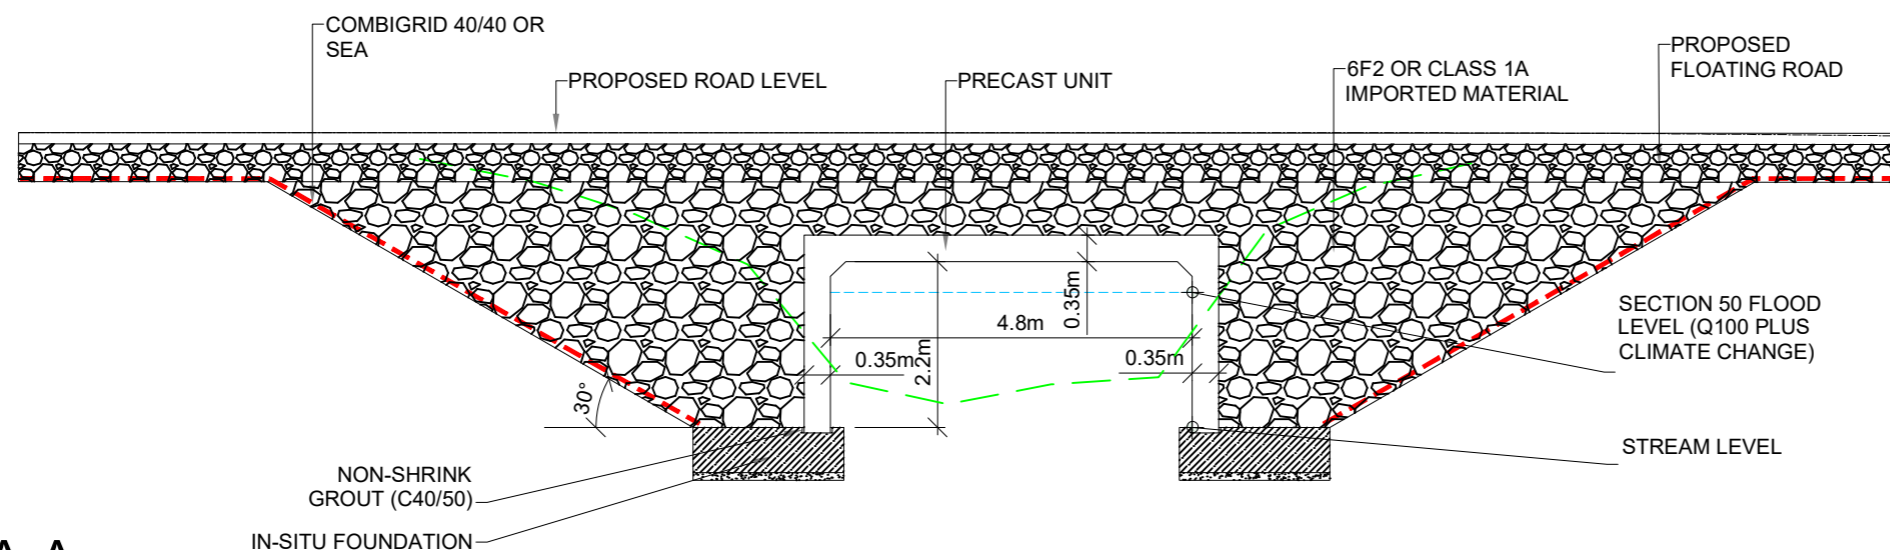 COMBIGRID 40/40 OR
SEA
PROPOSED ROAD LEVEL
PRECAST UNIT
6F2 OR CLASS 1A
IMPORTED MATERIAL
PROPOSED
FLOATING ROAD
0.35m
4.8m
0.35m
2.2m
0.35m
30°
SECTION 50 FLOOD
LEVEL (Q100 PLUS
CLIMATE CHANGE)
STREAM LEVEL
NON-SHRINK
GROUT (C40/50)
IN-SITU FOUNDATION